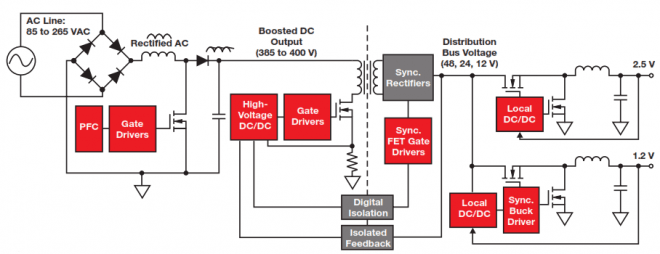 AC Line:
85 to 265 VAC
Rectified AC
Boosted DC
Output
(385 to 400 V)
Distribution
Bus Voltage
(48, 24, 12 V)
2.5 V
Sync.
Rectifiers
PFC
Gate
Drivers
High-
Voltage
DC/DC
Gate
Drivers
Sync.
FET Gate
Drivers
Local
DC/DC
1.2 V
Digital
Isolation
Isolated
Feedback
Local
DC/DC
Sync.
Buck
Driver